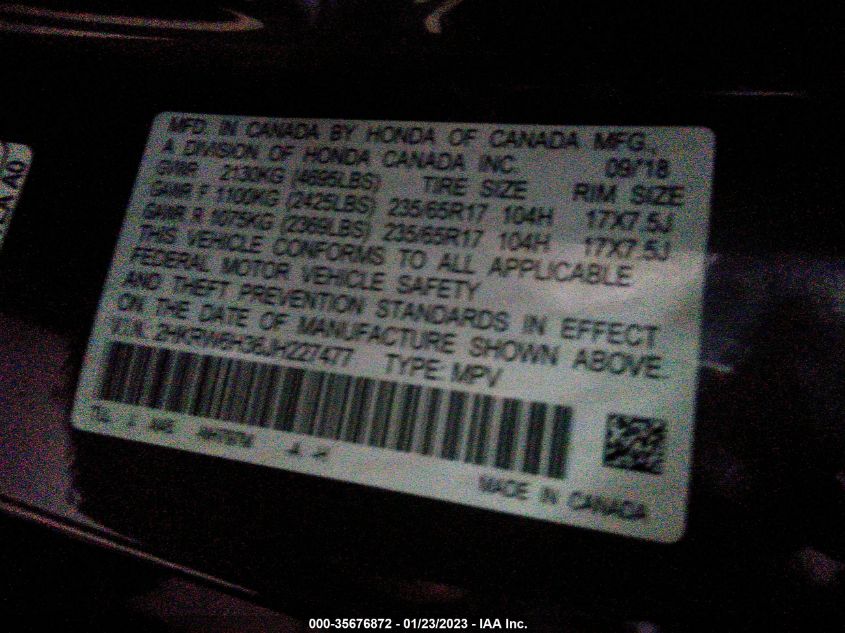 MFD. IN CANADA BY HONDA OF CANADA MFG.,
A DIVISION OF HONDA CANADA INC. 09/'18
GVWR 2130KG (4695LBS) TIRE SIZE RIM SIZE
GAWR F 1100KG (2425LBS) 235/65R17 104H 17X7.5J
GAWR R 1075KG (2369LBS) 235/65R17 104H 17X7.5J
THIS VEHICLE CONFORMS TO ALL APPLICABLE
FEDERAL MOTOR VEHICLE SAFETY
AND THEFT PREVENTION STANDARDS IN EFFECT
ON THE DATE OF MANUFACTURE SHOWN ABOVE.
V.I.N. 2HKRW6H36JH227477 TYPE: MPV
MADE IN CANADA
A0
000-35676872 - 01/23/2023 - IAA Inc.